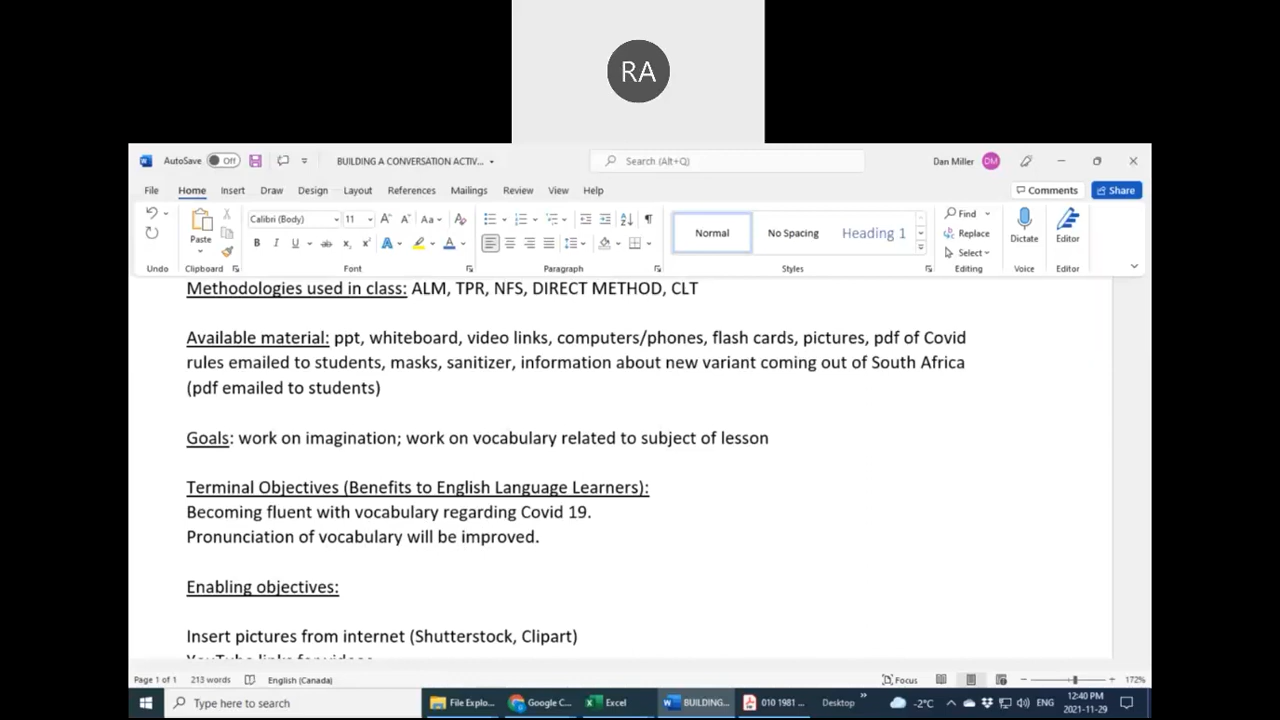 RA
AutoSave Off BUILDING A CONVERSATION ACTIV... Search (Alt+Q) Dan Miller DM
File Home Insert Draw Design Layout References Mailings Review View Help Comments Share
Calibri (Body) 11 Aa Find
Paste Normal No Spacing Heading 1 Replace Dictate Editor
B I U ab x₂ x² A A Select
Undo Clipboard Font Paragraph Styles Editing Voice Editor
Methodologies used in class: ALM, TPR, NFS, DIRECT METHOD, CLT
Available material: ppt, whiteboard, video links, computers/phones, flash cards, pictures, pdf of Covid
rules emailed to students, masks, sanitizer, information about new variant coming out of South Africa
(pdf emailed to students)
Goals: work on imagination; work on vocabulary related to subject of lesson
Terminal Objectives (Benefits to English Language Learners):
Becoming fluent with vocabulary regarding Covid 19.
Pronunciation of vocabulary will be improved.
Enabling objectives:
Insert pictures from internet (Shutterstock, Clipart)
YouTube links for videos
Page 1 of 1 213 words English (Canada) Focus 172%
Type here to search File Explo... Google C... Excel BUILDING... 010 1981 ... Desktop -2°C ENG 12:40 PM
2021-11-29